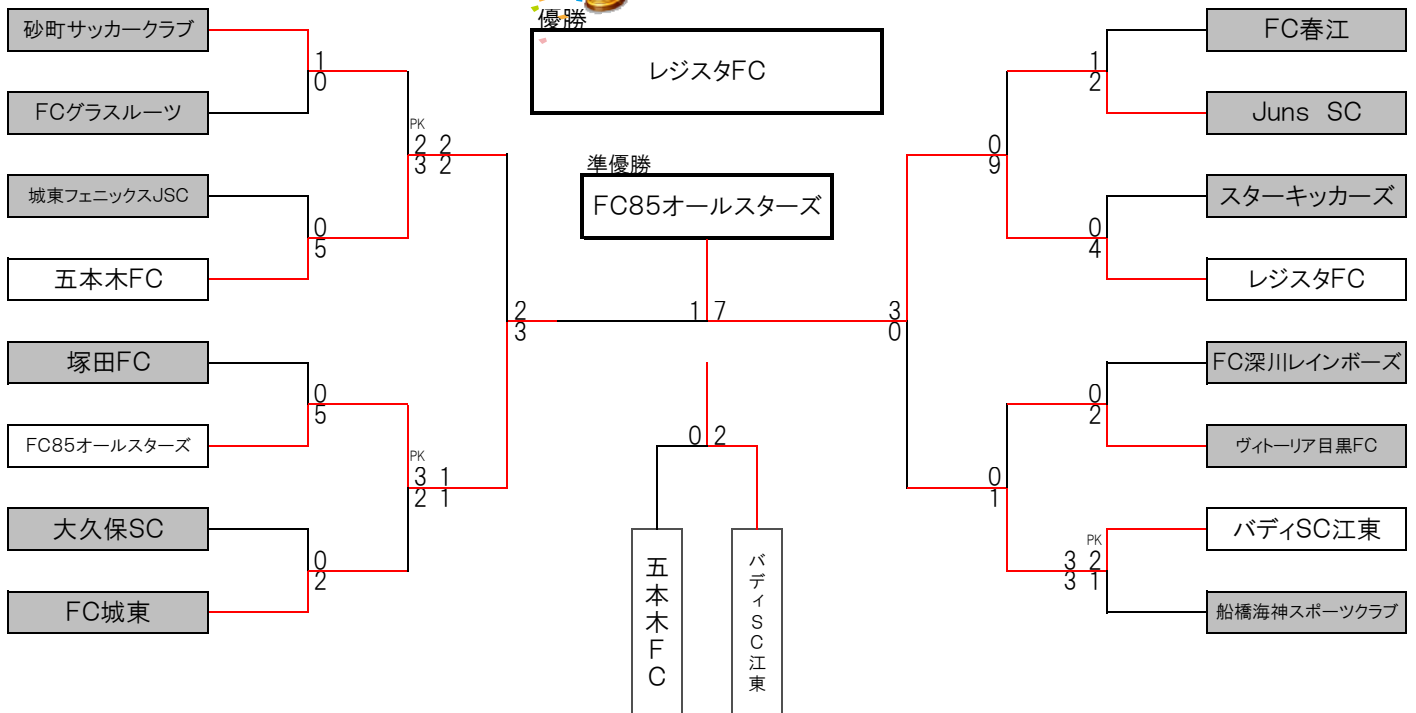 優勝
レジスタFC
準優勝
FC85オールスターズ
砂町サッカークラブ
1
0
FCグラスルーツ
PK
2 2
3 2
城東フェニックスJSC
0
5
五本木FC
2
3
塚田FC
0
5
FC85オールスターズ
PK
3 1
2 1
大久保SC
0
2
FC城東
1 7
0 2
五本木FC
バディSC江東
FC春江
1
2
Juns SC
0
9
スターキッカーズ
0
4
レジスタFC
3
0
FC深川レインボーズ
0
2
ヴィトーリア目黒FC
0
1
バディSC江東
PK
3 2
3 1
船橋海神スポーツクラブ